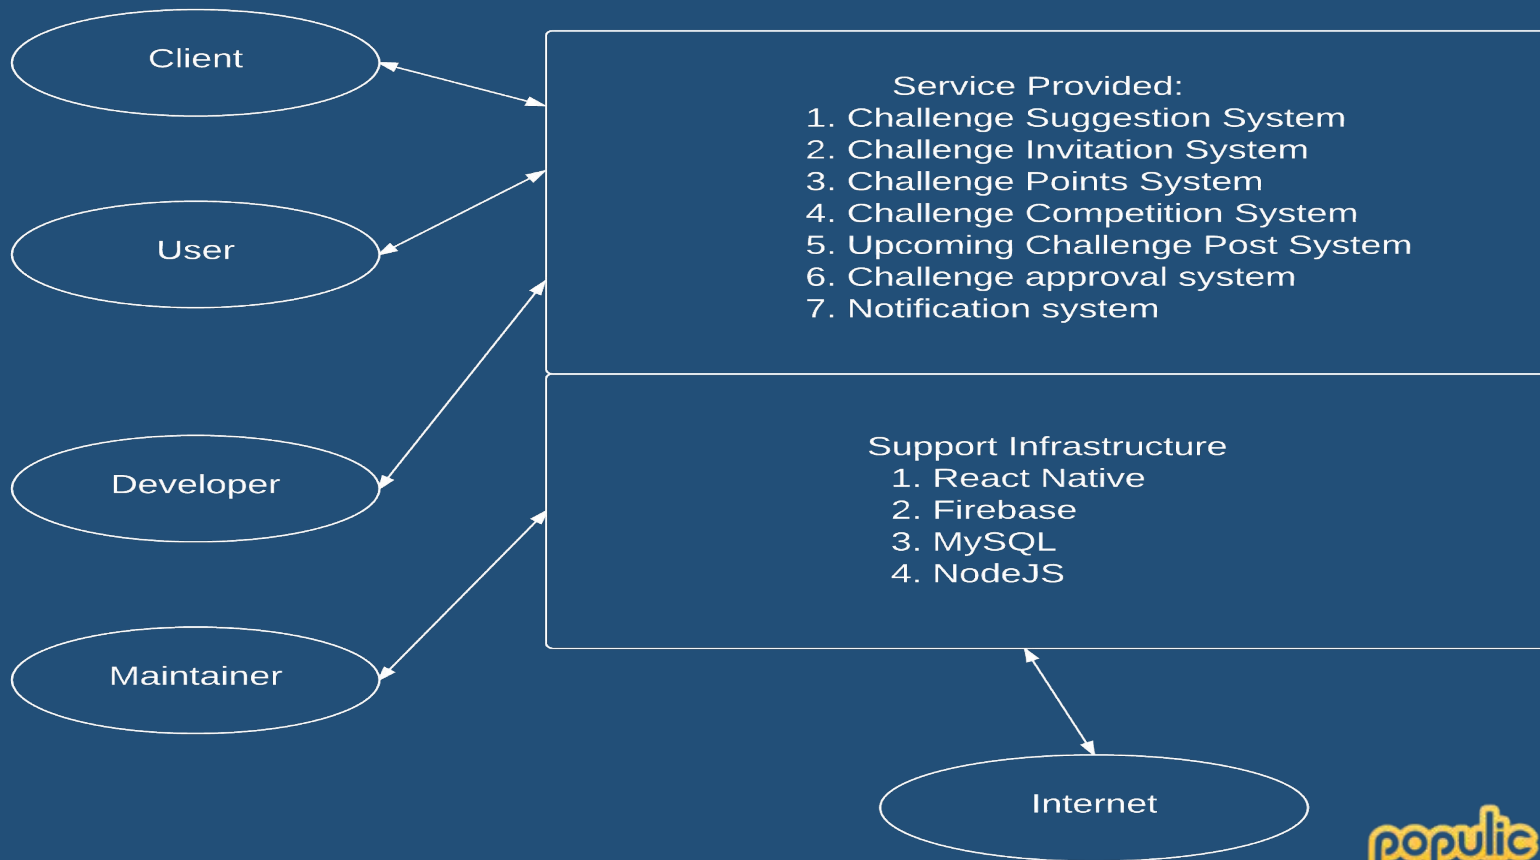 Client
Service Provided:
1. Challenge Suggestion System
2. Challenge Invitation System
3. Challenge Points System
4. Challenge Competition System
5. Upcoming Challenge Post System
6. Challenge approval system
7. Notification system
User
Developer
Support Infrastructure
1. React Native
2. Firebase
3. MySQL
4. NodeJS
Maintainer
Internet
populic